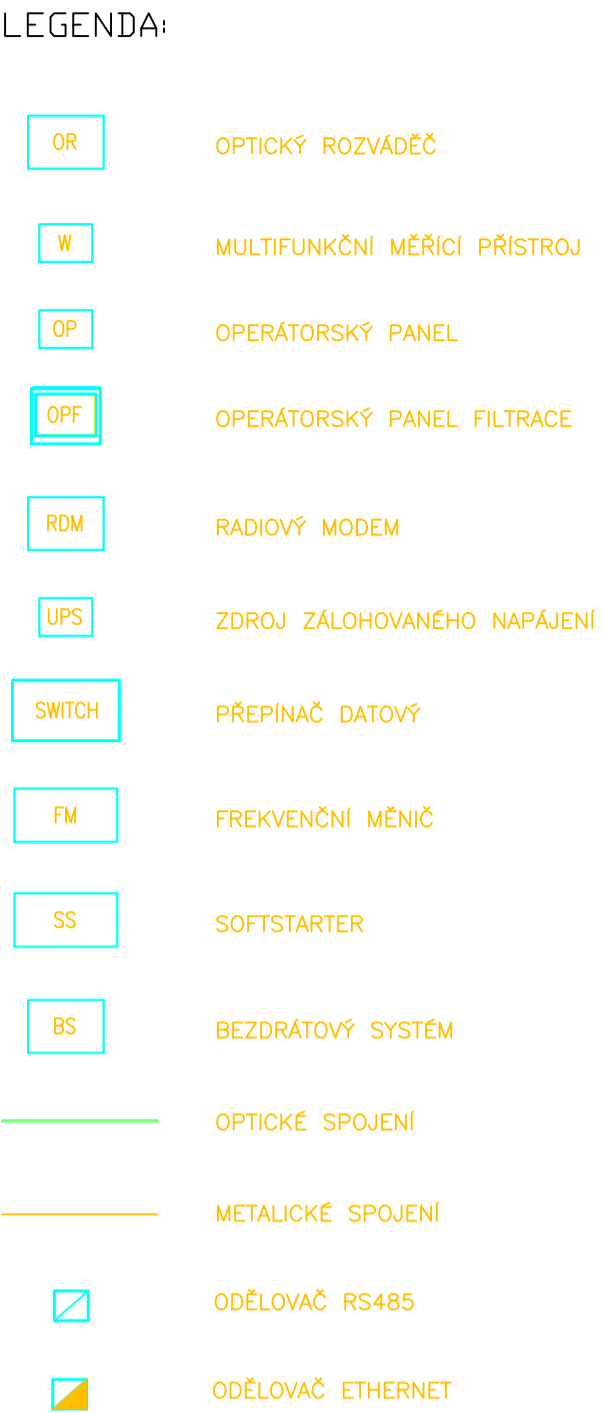 LEGENDA:
OR OPTICKÝ ROZVÁDĚČ
W MULTIFUNKČNÍ MĚŘÍCÍ PŘÍSTROJ
OP OPERÁTORSKÝ PANEL
OPF OPERÁTORSKÝ PANEL FILTRACE
RDM RADIOVÝ MODEM
UPS ZDROJ ZÁLOHOVANÉHO NAPÁJENÍ
SWITCH PŘEPÍNAČ DATOVÝ
FM FREKVENČNÍ MĚNIČ
SS SOFTSTARTER
BS BEZDRÁTOVÝ SYSTÉM
OPTICKÉ SPOJENÍ
METALICKÉ SPOJENÍ
ODĚLOVAČ RS485
ODĚLOVAČ ETHERNET